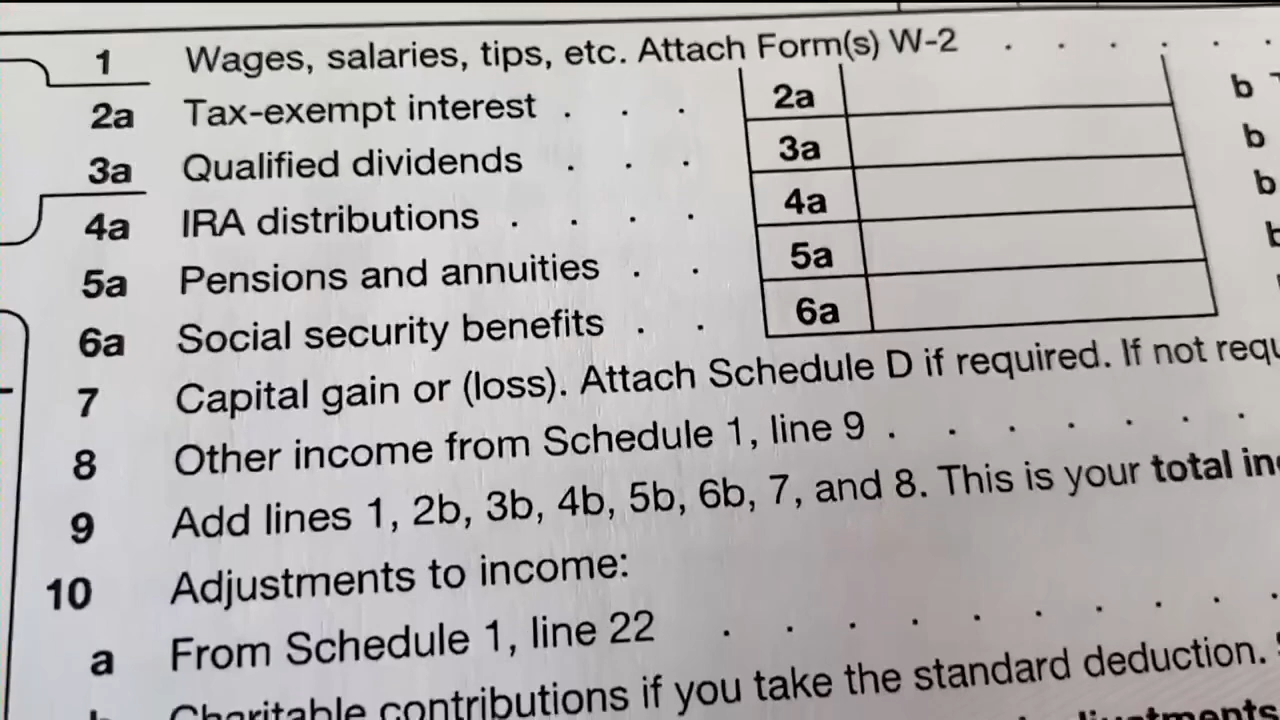 1 Wages, salaries, tips, etc. Attach Form(s) W-2 . . . . . .
2a Tax-exempt interest . . . 2a b
3a Qualified dividends . . . 3a b
4a IRA distributions . . . . 4a b
5a Pensions and annuities . . 5a b
6a Social security benefits . . 6a
7 Capital gain or (loss). Attach Schedule D if required. If not
8 Other income from Schedule 1, line 9 . . . . . . .
9 Add lines 1, 2b, 3b, 4b, 5b, 6b, 7, and 8. This is your total
10 Adjustments to income:
a From Schedule 1, line 22 . . . . . . . . . .
b Charitable contributions if you take the standard deduction.